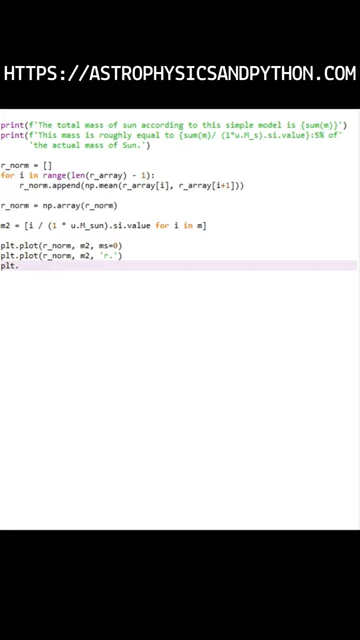 HTTPS://ASTROPHYSICSANDPYTHON.COM
print(f'The total mass of sun according to this simple model is {sum(m)}')
print(f'This mass is roughly equal to {sum(m)/ (1*u.M_s).si.value}:5% of'
'the actual mass of Sun.')
r_norm = []
for i in range(len(r_array) - 1):
r_norm.append(np.mean(r_array[i], r_array[i+1]))
r_norm = np.array(r_norm)
m2 = [i / (1 * u.M_sun).si.value for i in m]
plt.plot(r_norm, m2, ms=0)
plt.plot(r_norm, m2, 'r.')
plt.